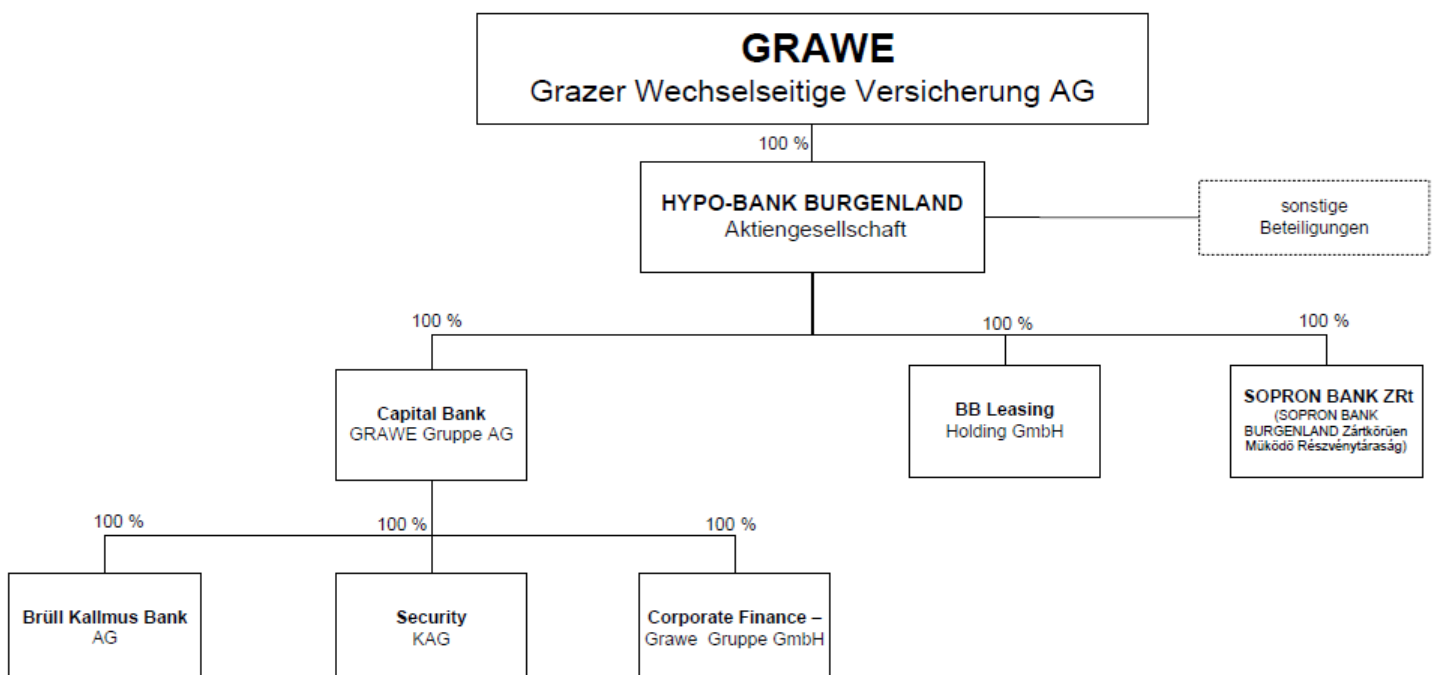 GRAWE
Grazer Wechselseitige Versicherung AG
100 %
HYPO-BANK BURGENLAND
Aktiengesellschaft
sonstige
Beteiligungen
100 %
100 %
100 %
Capital Bank
GRAWE Gruppe AG
BB Leasing
Holding GmbH
SOPRON BANK ZRt
(SOPRON BANK
BURGENLAND Zártkörüen
Müködö Részvénytáraság)
100 %
100 %
100 %
Brüll Kallmus Bank
AG
Security
KAG
Corporate Finance –
Grawe Gruppe GmbH